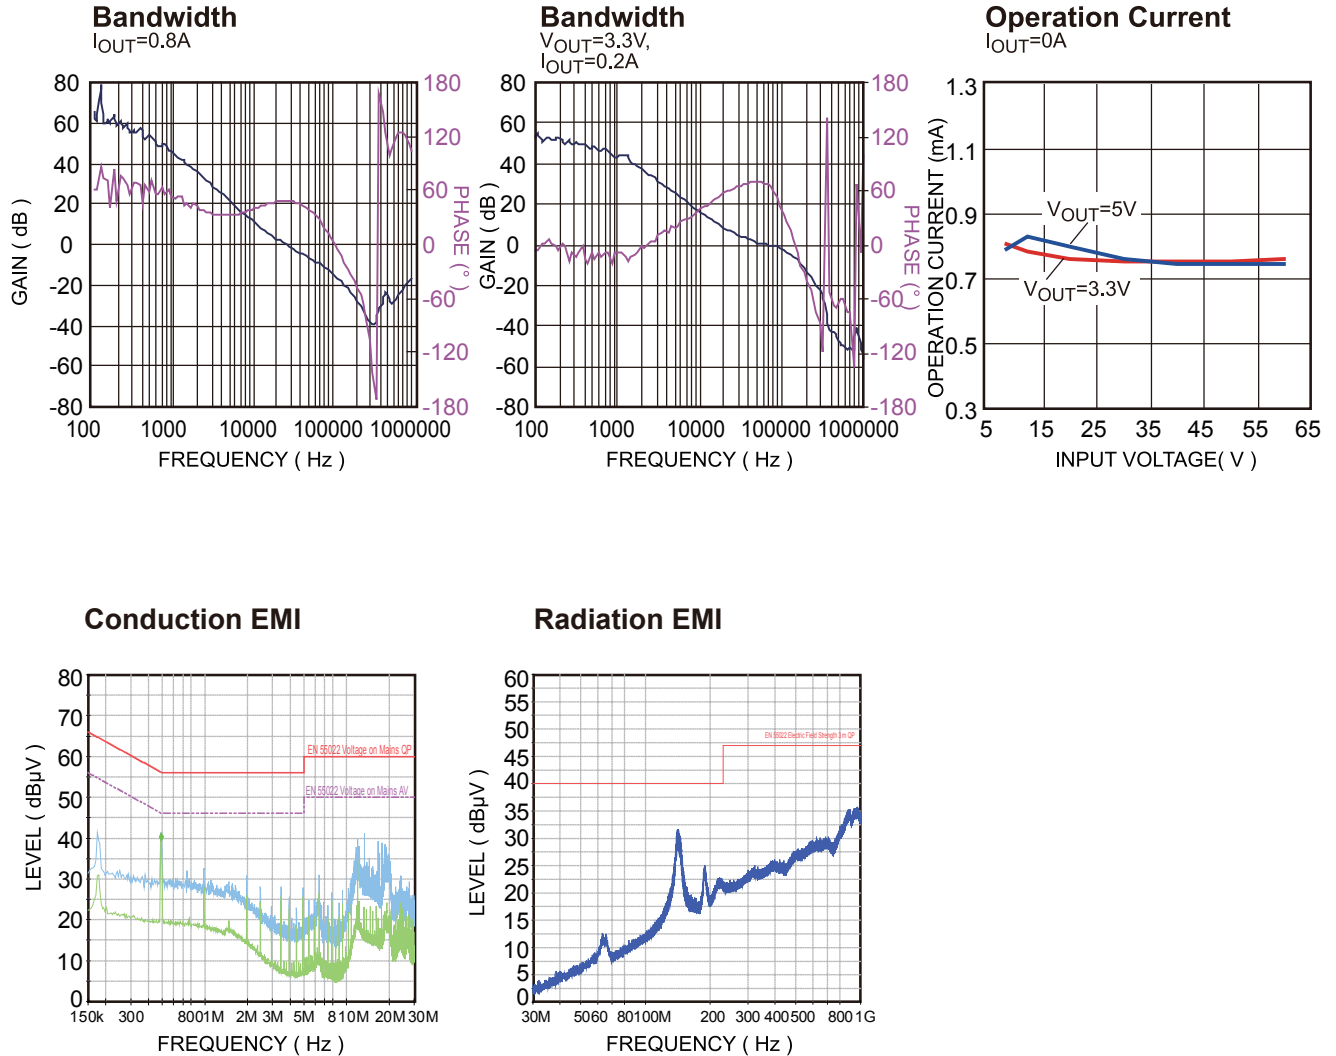 Bandwidth
IOUT=0.8A
80
60
40
20
0
-20
-40
-60
-80
180
120
60
0
-60
-120
-180
GAIN ( dB )
PHASE (°)
100 1000 10000 100000 1000000
FREQUENCY ( Hz )
Bandwidth
VOUT=3.3V,
IOUT=0.2A
80
60
40
20
0
-20
-40
-60
-80
180
120
60
0
-60
-120
-180
GAIN ( dB )
PHASE (°)
100 1000 10000 100000 1000000
FREQUENCY ( Hz )
Operation Current
IOUT=0A
1.3
1.1
0.9
0.7
0.5
0.3
OPERATION CURRENT (mA)
VOUT=5V
VOUT=3.3V
5 15 25 35 45 55 65
INPUT VOLTAGE( V )
Conduction EMI
80
70
60
50
40
30
20
10
0
LEVEL ( dBµV )
EN 55022 Voltage on Mains QP
EN 55022 Voltage on Mains AV
150k 300 800 1M 2M 3M 5M 8 10M 20M 30M
FREQUENCY ( Hz )
Radiation EMI
60
55
50
45
40
35
30
25
20
15
10
5
0
LEVEL ( dBµV )
EN 55022 Electric Field Strength 3 m QP
30M 50 60 80 100M 200 300 400 500 800 1G
FREQUENCY ( Hz )